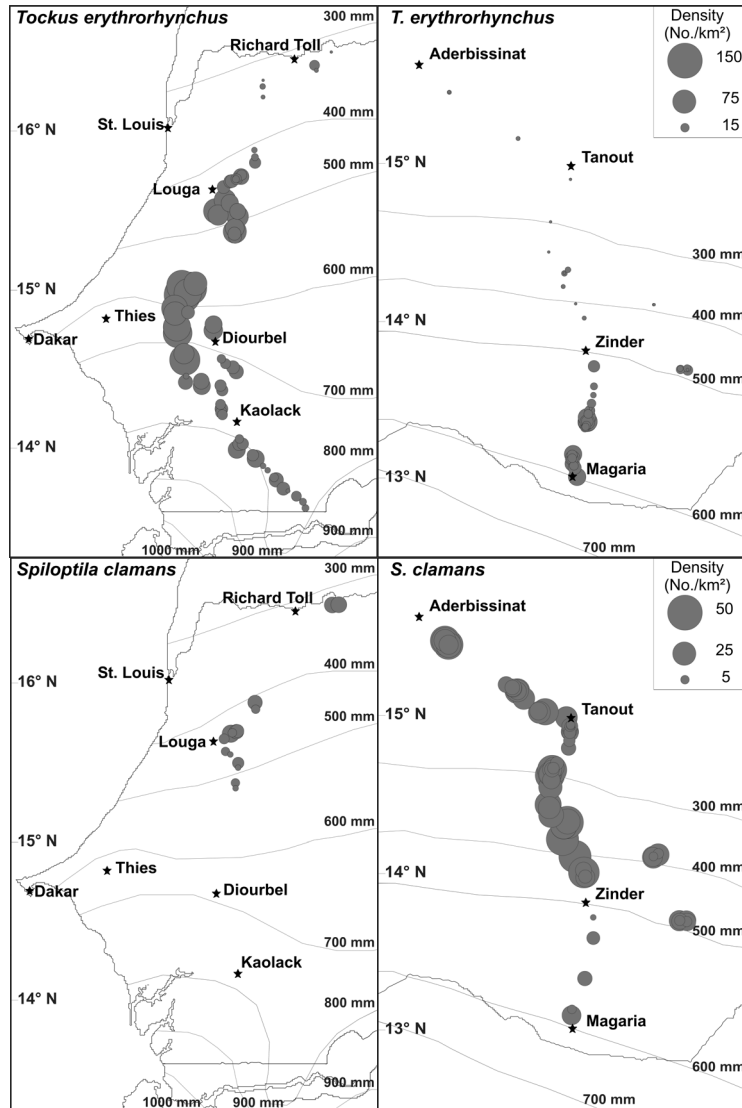 Tockus erythrorhynchus
300 mm
Richard Toll
400 mm
16° N
St. Louis
500 mm
Louga
600 mm
15° N
Thies
Dakar
Diourbel
700 mm
Kaolack
14° N
800 mm
900 mm
1000 mm
900 mm
T. erythrorhynchus
Density
(No./km²)
150
75
15
Aderbissinat
15° N
Tanout
300 mm
400 mm
14° N
Zinder
500 mm
13° N
Magaria
600 mm
700 mm
Spiloptila clamans
300 mm
Richard Toll
400 mm
16° N
St. Louis
500 mm
Louga
600 mm
15° N
Thies
Dakar
Diourbel
700 mm
Kaolack
14° N
800 mm
900 mm
1000 mm
900 mm
S. clamans
Density
(No./km²)
50
25
5
Aderbissinat
15° N
Tanout
300 mm
400 mm
14° N
Zinder
500 mm
13° N
Magaria
600 mm
700 mm